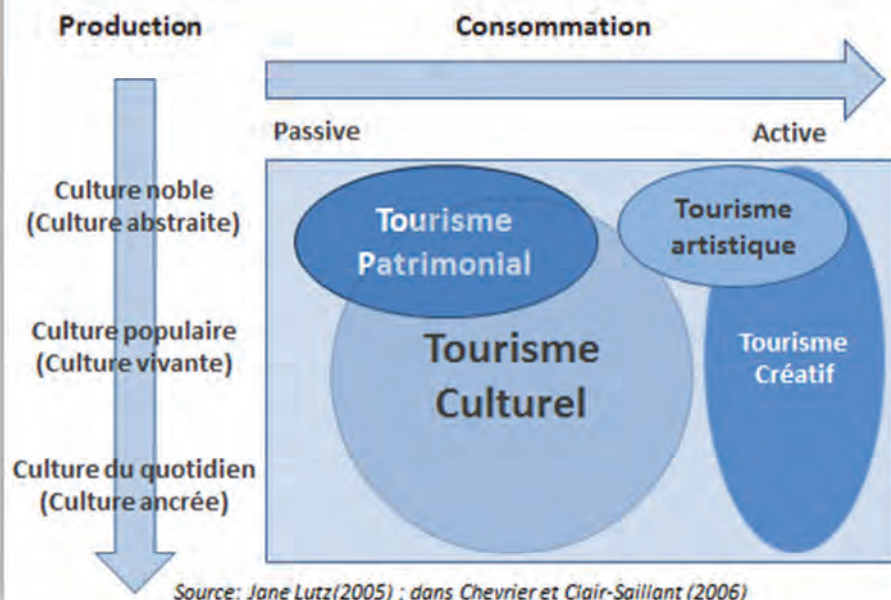 Production
Consommation
Passive
Active
Culture noble
(Culture abstraite)
Tourisme
Patrimonial
Tourisme
artistique
Culture populaire
(Culture vivante)
Tourisme
Culturel
Tourisme
Créatif
Culture du quotidien
(Culture ancrée)
Source: Jane Lutz(2005) ; dans Chevrier et Clair-Saillant (2006)